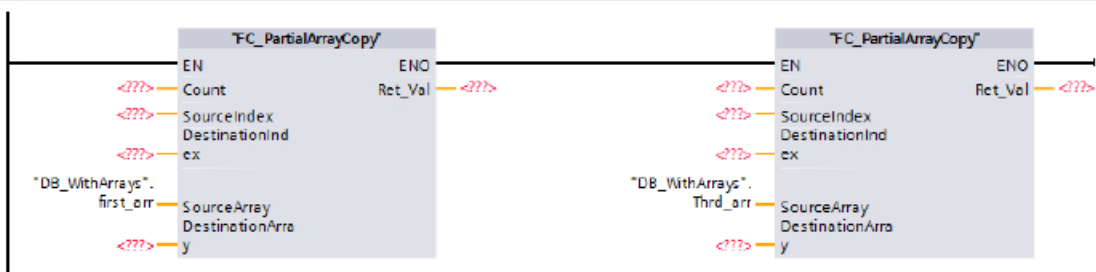 "FC_PartialArrayCopy"
EN
ENO
<???>
Count
Ret_Val
<???>
<???>
SourceIndex
DestinationInd
<???>
ex
"DB_WithArrays".
first_arr
SourceArray
DestinationArra
<???>
y
"FC_PartialArrayCopy"
EN
ENO
<???>
Count
Ret_Val
<???>
<???>
SourceIndex
DestinationInd
<???>
ex
"DB_WithArrays".
Thrd_arr
SourceArray
DestinationArra
<???>
y